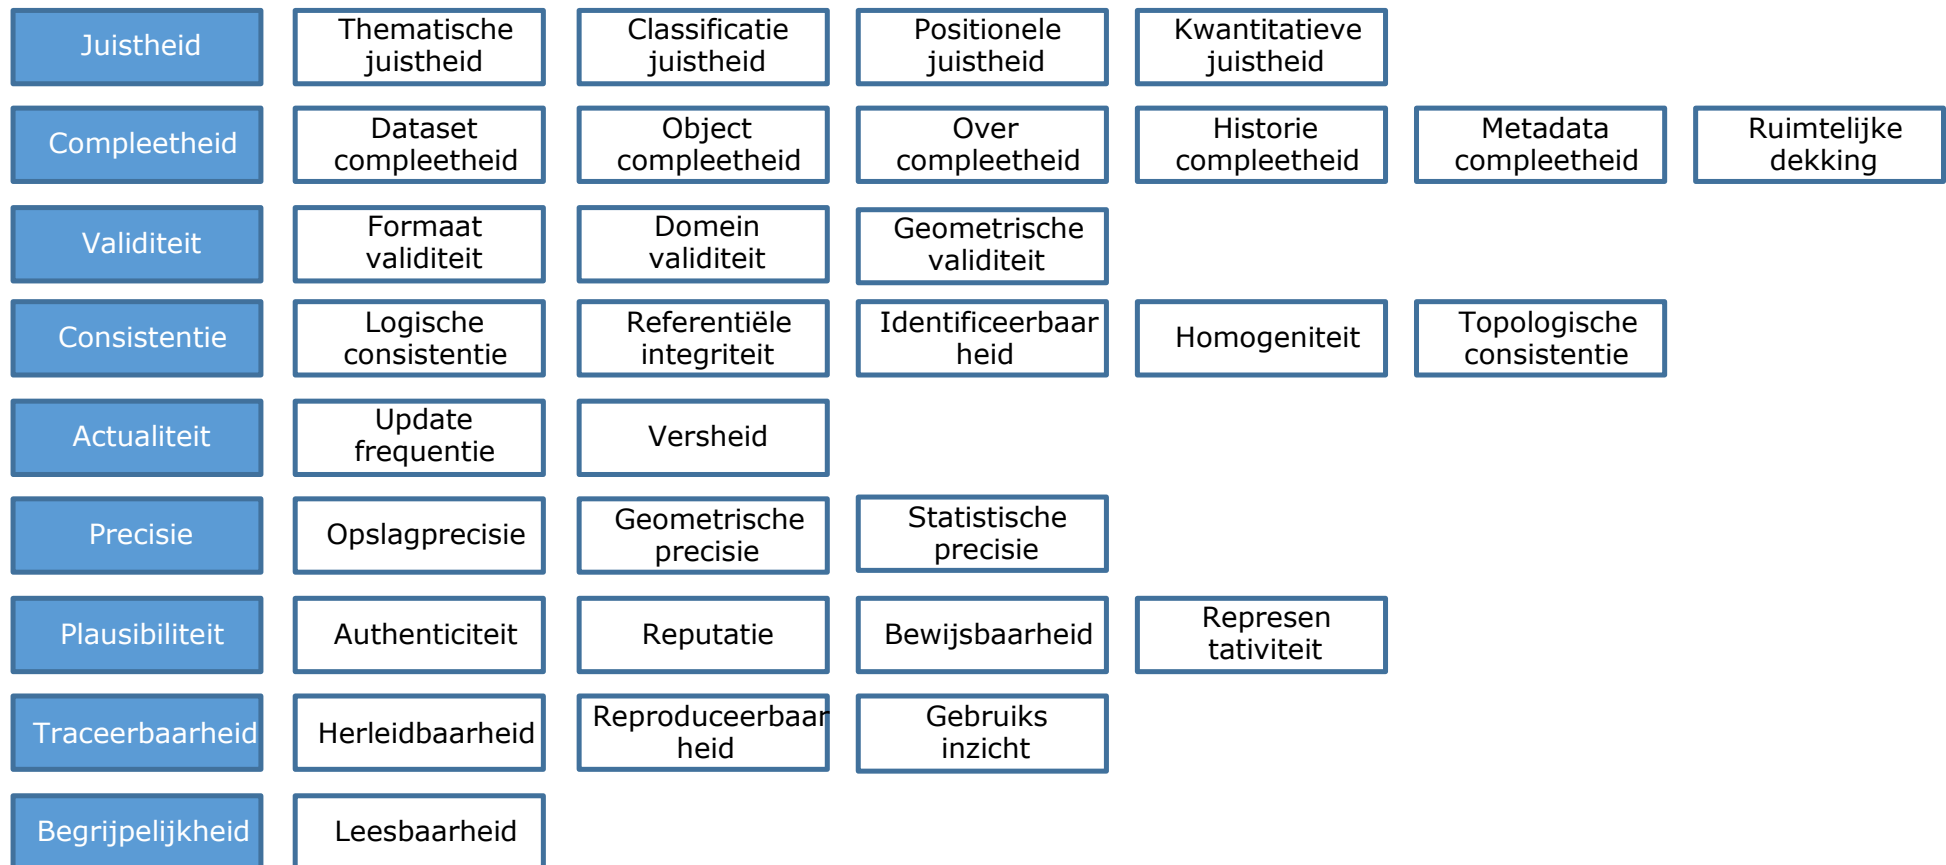 Juistheid
Thematische
juistheid
Classificatie
juistheid
Positionele
juistheid
Kwantitatieve
juistheid
Compleetheid
Dataset
compleetheid
Object
compleetheid
Over
compleetheid
Historie
compleetheid
Metadata
compleetheid
Ruimtelijke
dekking
Validiteit
Formaat
validiteit
Domein
validiteit
Geometrische
validiteit
Consistentie
Logische
consistentie
Referentiële
integriteit
Identificeerbaar
heid
Homogeniteit
Topologische
consistentie
Actualiteit
Update
frequentie
Versheid
Precisie
Opslagprecisie
Geometrische
precisie
Statistische
precisie
Plausibiliteit
Authenticiteit
Reputatie
Bewijsbaarheid
Represen
tativiteit
Traceerbaarheid
Herleidbaarheid
Reproduceerbaar
heid
Gebruiks
inzicht
Begrijpelijkheid
Leesbaarheid